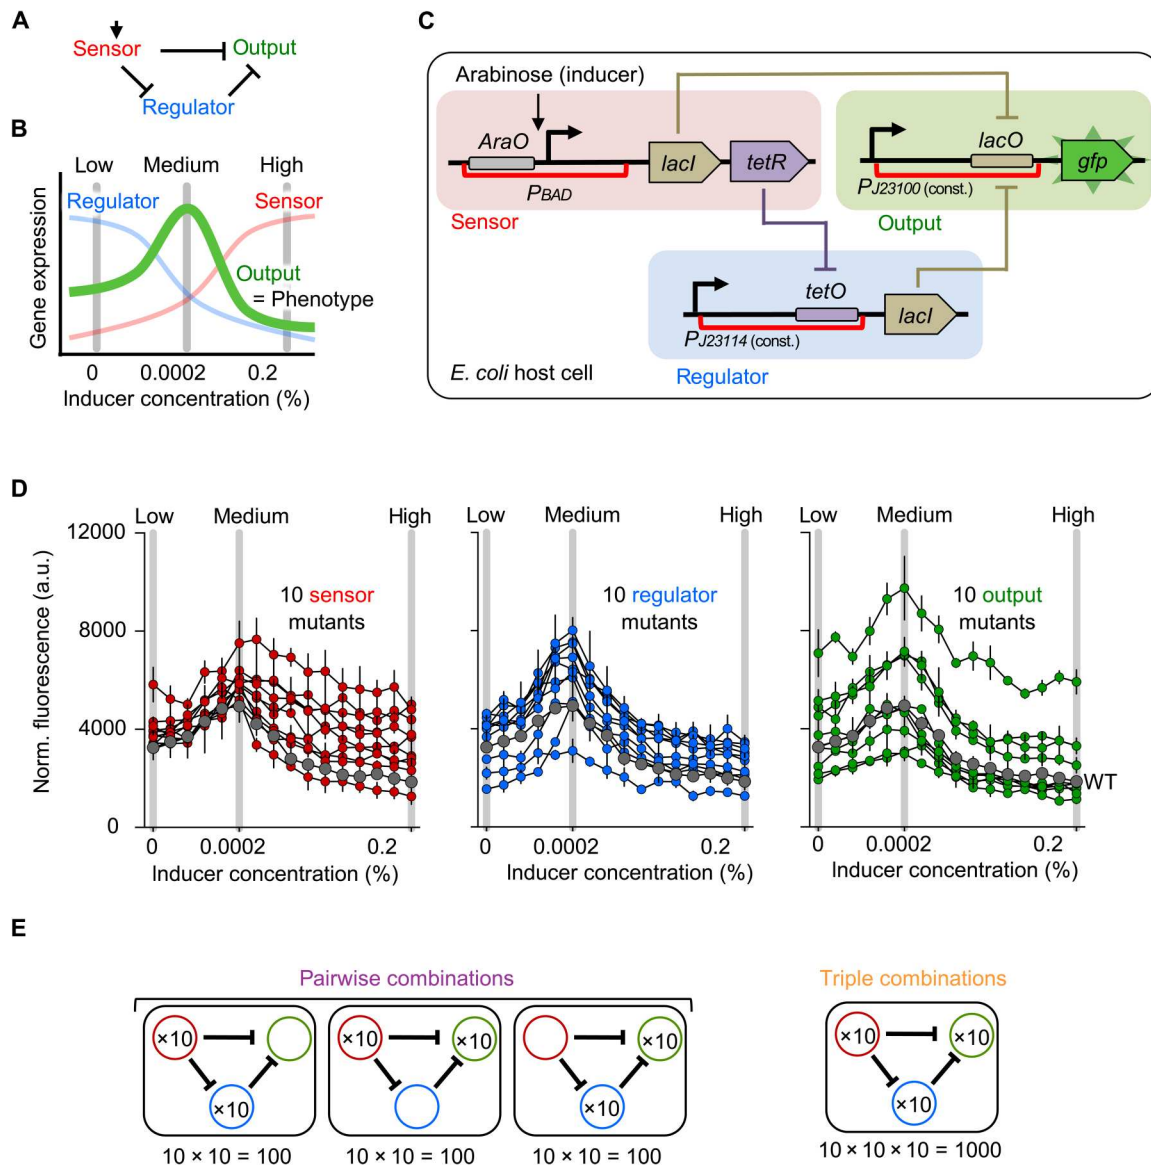 A
Sensor
Output
Regulator
B
Low Medium High
Regulator
Sensor
Output
= Phenotype
Gene expression
0 0.0002 0.2
Inducer concentration (%)
C
Arabinose (inducer)
AraO
lacI
tetR
PBAD
Sensor
lacO
gfp
PJ23100 (const.)
Output
tetO
lacI
PJ23114 (const.)
Regulator
E. coli host cell
D
Low Medium High
10 sensor
mutants
Norm. fluorescence (a.u.)
12000
8000
4000
0
0 0.0002 0.2
Inducer concentration (%)
Low Medium High
10 regulator
mutants
0 0.0002 0.2
Inducer concentration (%)
Low Medium High
10 output
mutants
WT
0 0.0002 0.2
Inducer concentration (%)
E
Pairwise combinations
×10
×10
10 × 10 = 100
×10 ×10
10 × 10 = 100
×10
×10
10 × 10 = 100
Triple combinations
×10 ×10
×10
10 × 10 × 10 = 1000